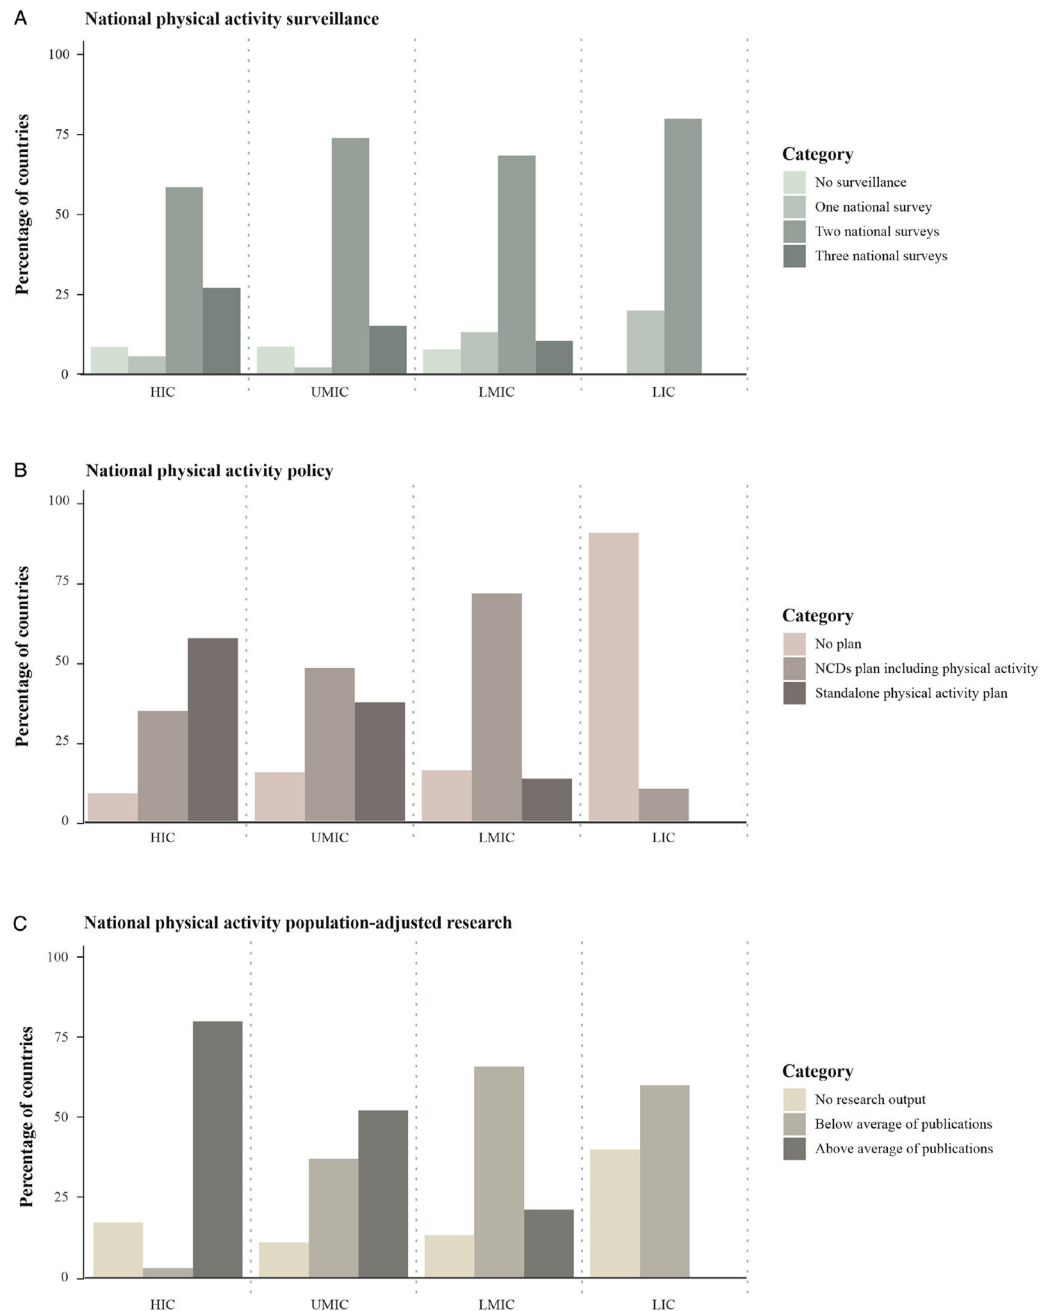 A
National physical activity surveillance
100
75
50
25
0
Percentage of countries
HIC
UMIC
LMIC
LIC
Category
No surveillance
One national survey
Two national surveys
Three national surveys
B
National physical activity policy
100
75
50
25
0
Percentage of countries
HIC
UMIC
LMIC
LIC
Category
No plan
NCDs plan including physical activity
Standalone physical activity plan
C
National physical activity population-adjusted research
100
75
50
25
0
Percentage of countries
HIC
UMIC
LMIC
LIC
Category
No research output
Below average of publications
Above average of publications